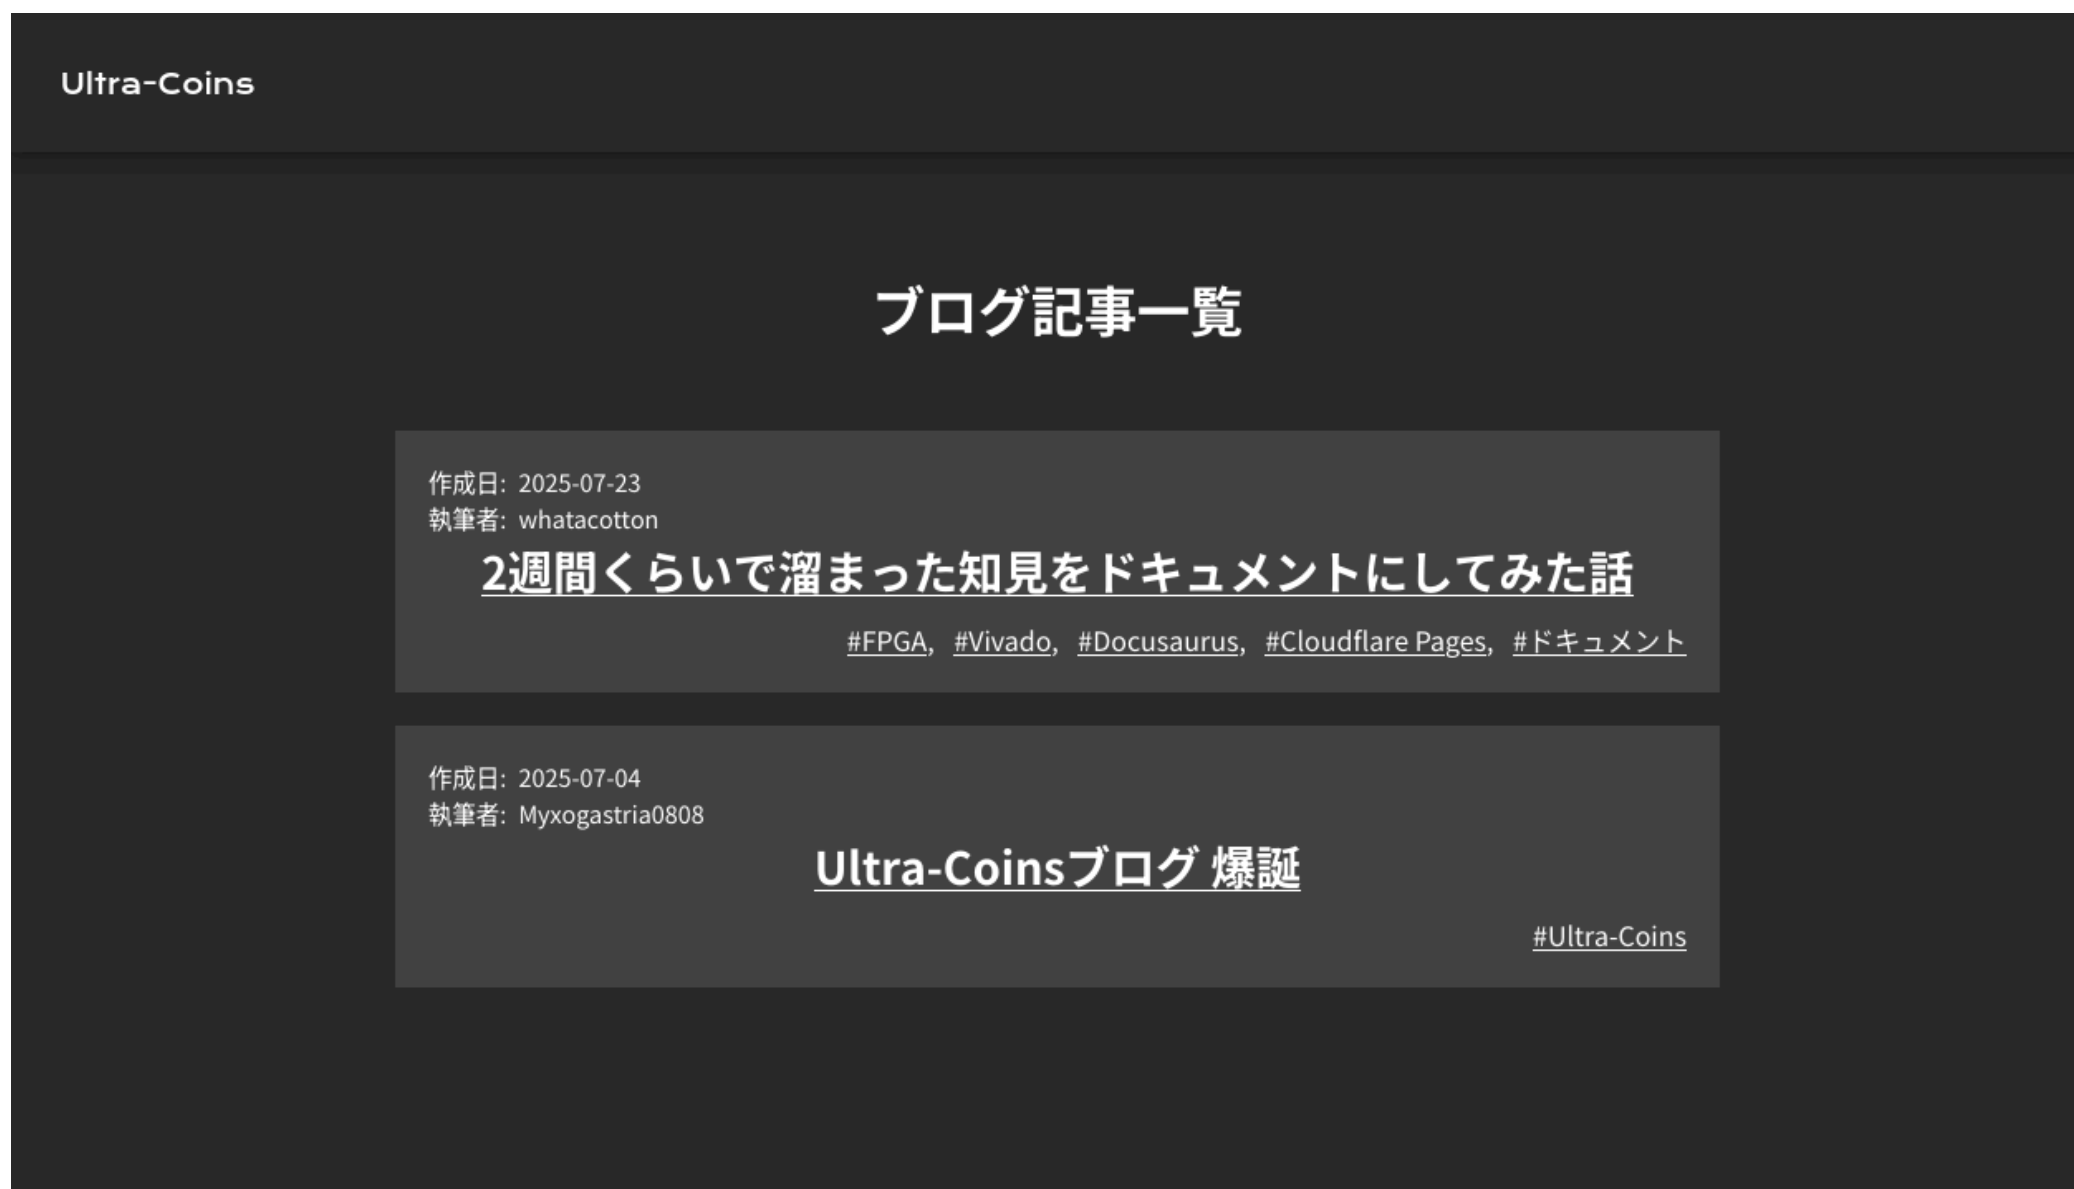 Ultra-Coins
ブログ記事一覧
作成日: 2025-07-23
執筆者: whatacotton
2週間くらいで溜まった知見をドキュメントにしてみた話
#FPGA, #Vivado, #Docusaurus, #Cloudflare Pages, #ドキュメント
作成日: 2025-07-04
執筆者: Myxogastria0808
Ultra-Coinsブログ 爆誕
#Ultra-Coins